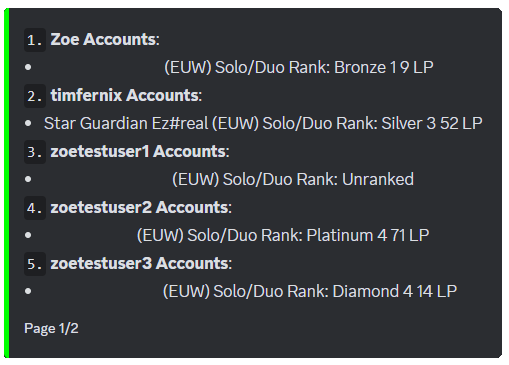 1. Zoe Accounts:
• (EUW) Solo/Duo Rank: Bronze 1 9 LP
2. timfernix Accounts:
• Star Guardian Ez#real (EUW) Solo/Duo Rank: Silver 3 52 LP
3. zoetestuser1 Accounts:
• (EUW) Solo/Duo Rank: Unranked
4. zoetestuser2 Accounts:
• (EUW) Solo/Duo Rank: Platinum 4 71 LP
5. zoetestuser3 Accounts:
• (EUW) Solo/Duo Rank: Diamond 4 14 LP
Page 1/2